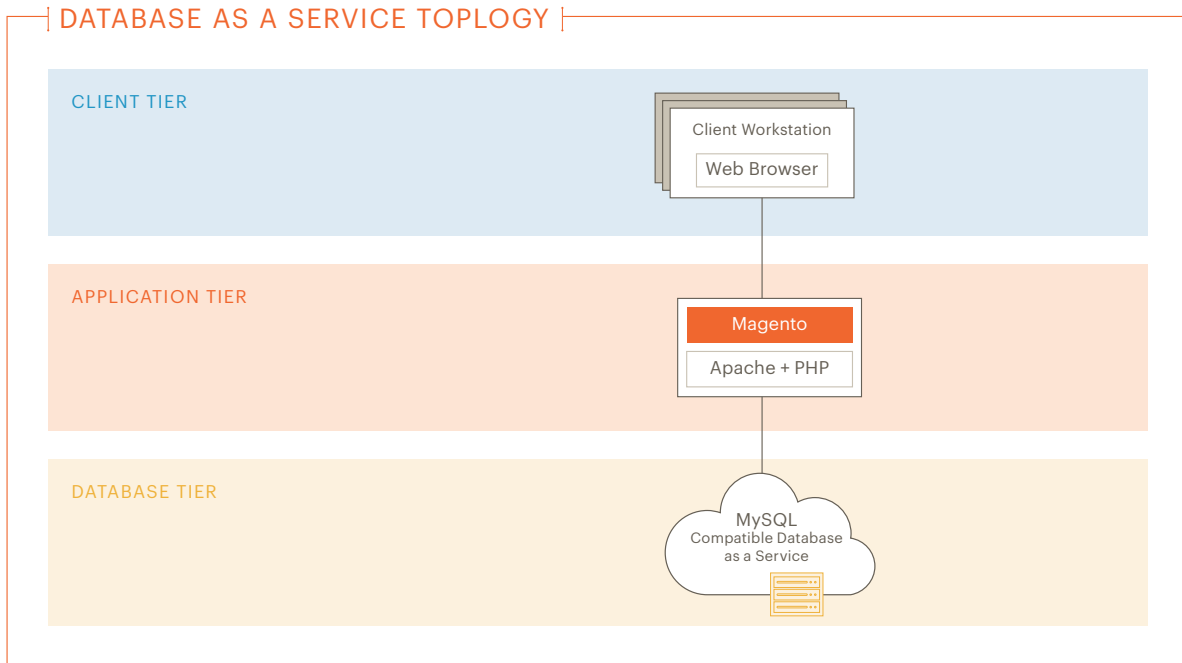 DATABASE AS A SERVICE TOPLOGY
CLIENT TIER
Client Workstation
Web Browser
APPLICATION TIER
Magento
Apache + PHP
DATABASE TIER
MySQL
Compatible Database
as a Service